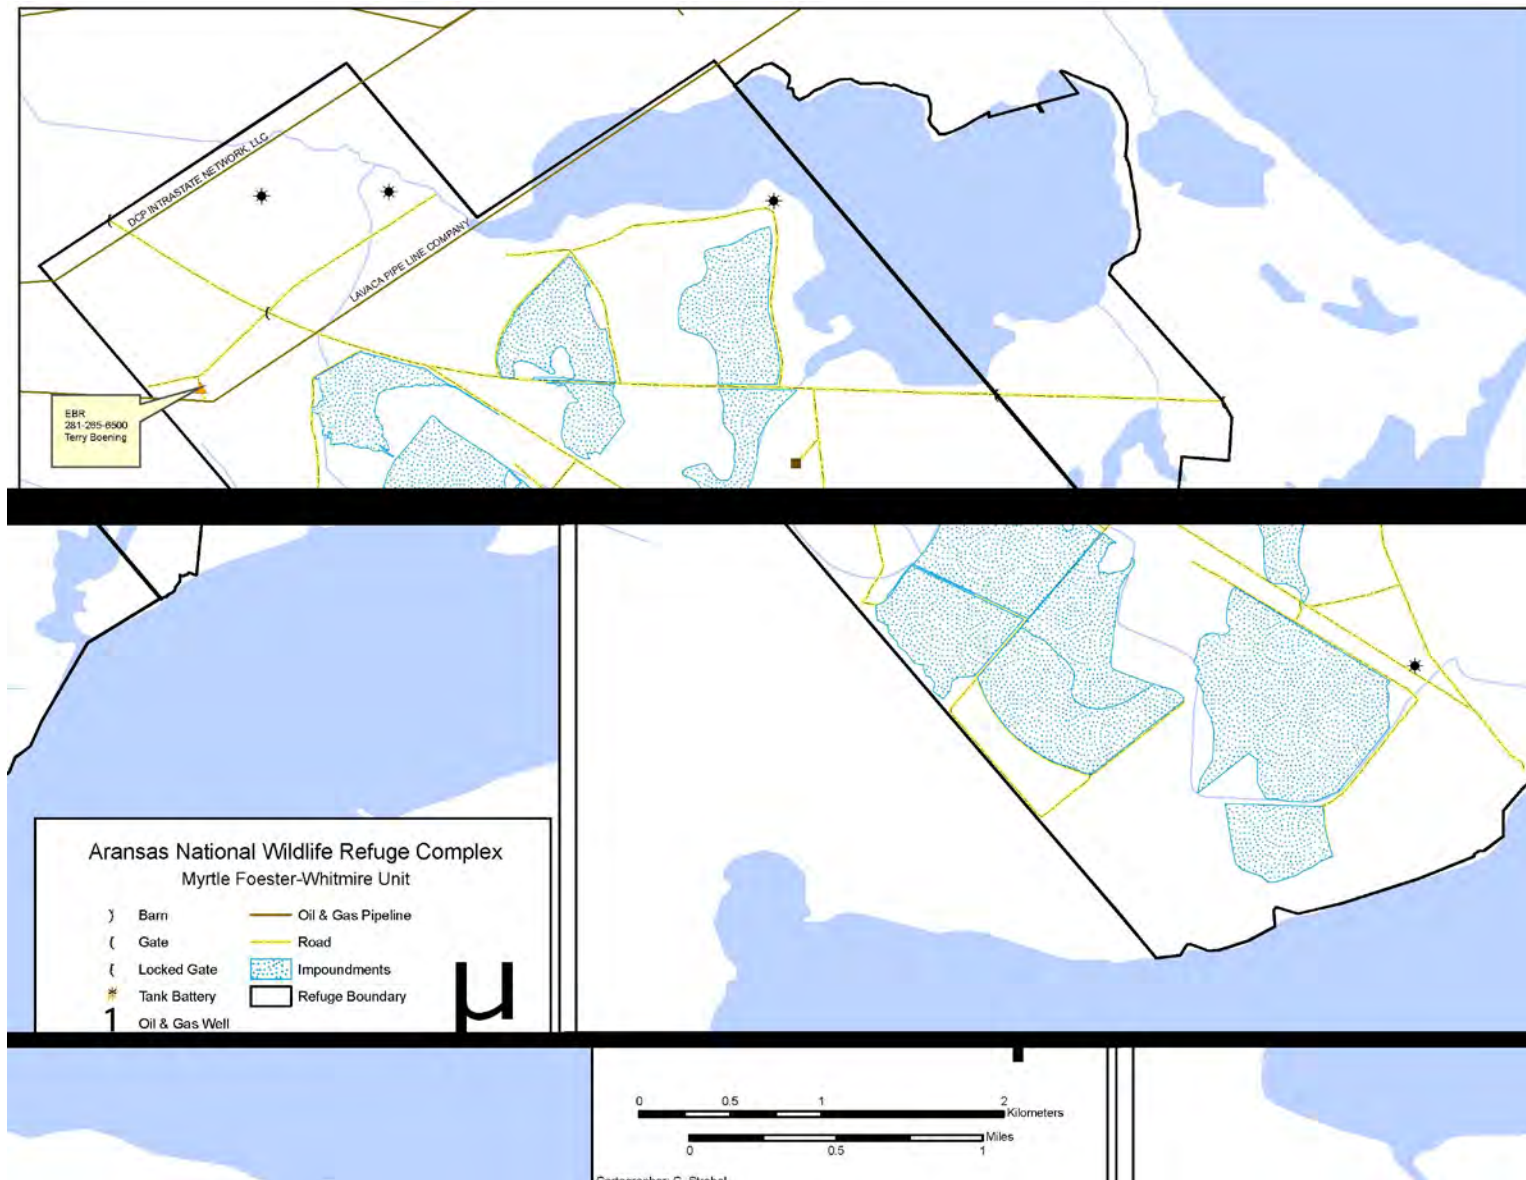 DCP INTRASTATE NETWORK, LLC
LAVACA PIPE LINE COMPANY
EBR
281-265-6500
Terry Boening
Aransas National Wildlife Refuge Complex
Myrtle Foester-Whitmire Unit
Barn
Gate
Locked Gate
Tank Battery
1 Oil & Gas Well
Oil & Gas Pipeline
Road
Impoundments
Refuge Boundary
µ
0 0.5 1 2
Kilometers
Miles
0 0.5 1